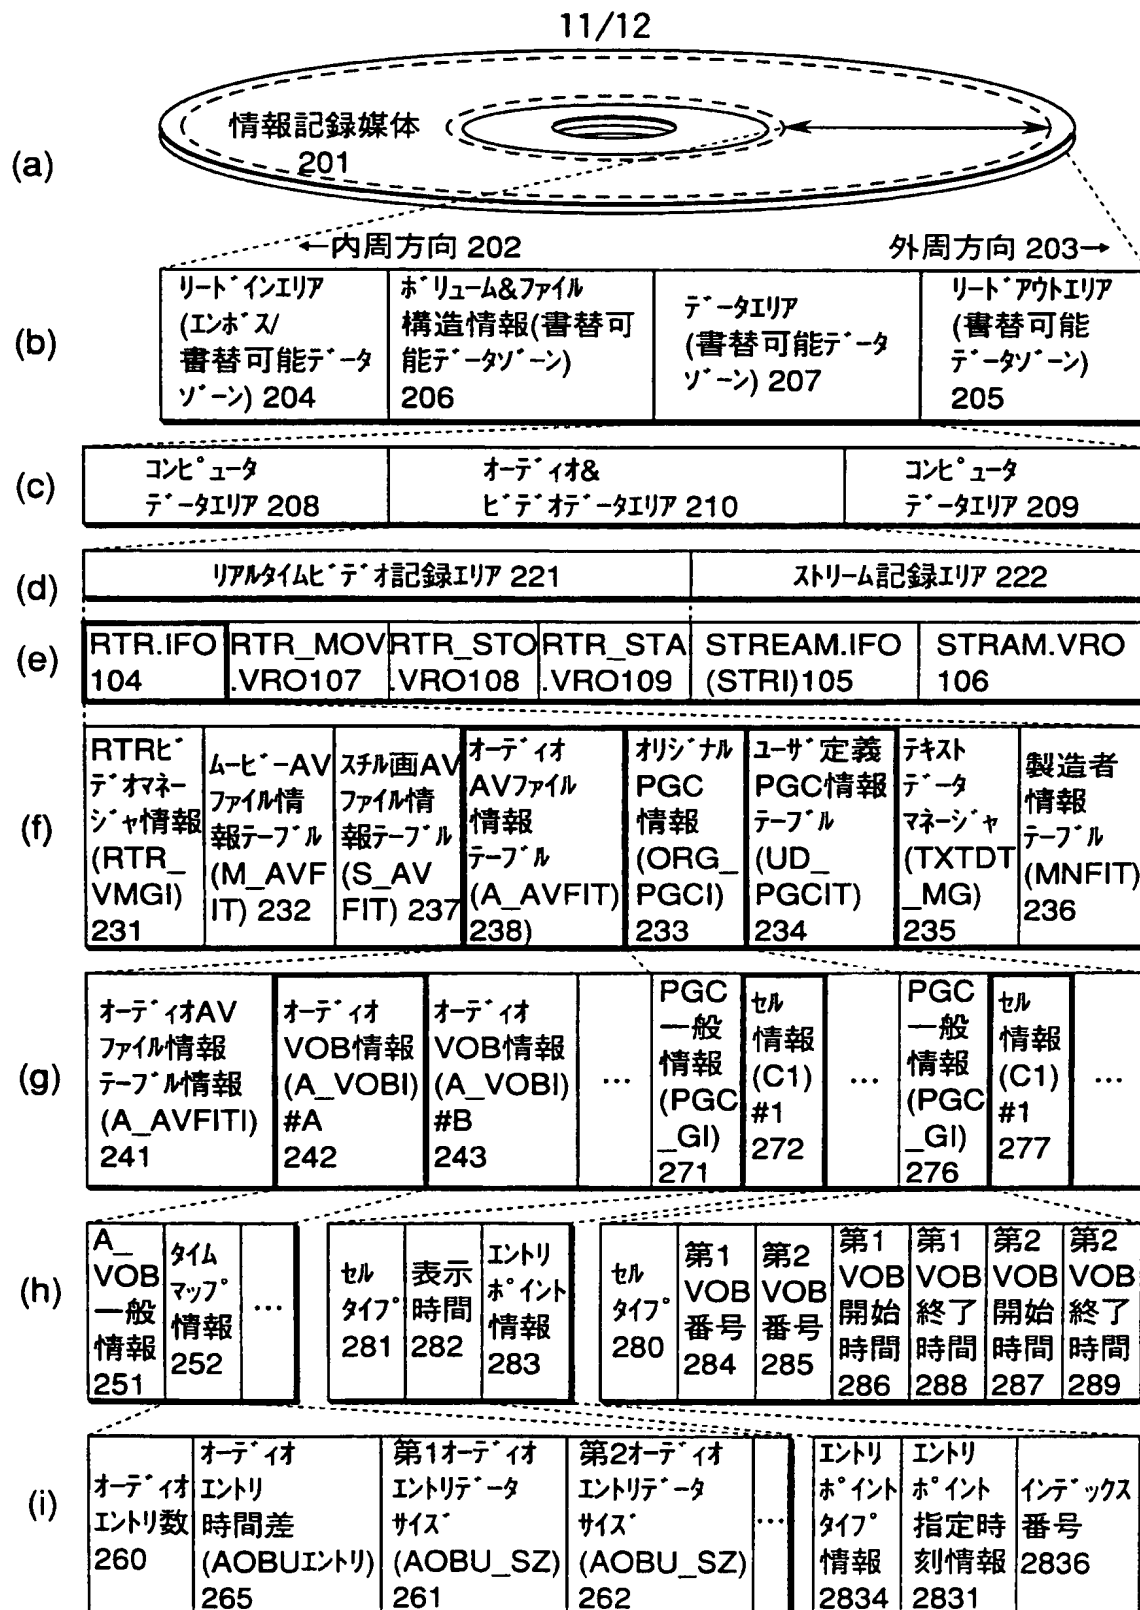 11/12
(a)
情報記録媒体
201
←内周方向 202
外周方向 203→
(b)
リードインエリア
(エンボス/
書替可能データ
ゾーン) 204
ボリューム&ファイル
構造情報(書替可
能データゾーン)
206
データエリア
(書替可能データ
ゾーン) 207
リードアウトエリア
(書替可能
データゾーン)
205
(c)
コンピュータ
データエリア 208
オーディオ&
ビデオデータエリア 210
コンピュータ
データエリア 209
(d)
リアルタイムビデオ記録エリア 221
ストリーム記録エリア 222
(e)
RTR.IFO
104
RTR_MOV
.VRO107
RTR_STO
.VRO108
RTR_STA
.VRO109
STREAM.IFO
(STRI)105
STRAM.VRO
106
(f)
RTRビ
デオマネー
ジャ情報
(RTR_
VMGI)
231
ムービーAV
ファイル情
報テーブル
(M_AVF
IT) 232
スチル画AV
ファイル情
報テーブル
(S_AV
FIT) 237
オーディオ
AVファイル
情報
テーブル
(A_AVFIT)
238)
オリジナル
PGC
情報
(ORG_
PGCI)
233
ユーザ定義
PGC情報
テーブル
(UD_
PGCIT)
234
テキスト
データ
マネージャ
(TXTDT
_MG)
235
製造者
情報
テーブル
(MNFIT)
236
(g)
オーディオAV
ファイル情報
テーブル情報
(A_AVFITI)
241
オーディオ
VOB情報
(A_VOBI)
#A
242
オーディオ
VOB情報
(A_VOBI)
#B
243
…
PGC
一般
情報
(PGC
_GI)
271
セル
情報
(C1)
#1
272
…
PGC
一般
情報
(PGC
_GI)
276
セル
情報
(C1)
#1
277
…
(h)
A_
VOB
一般
情報
251
タイム
マップ
情報
252
…
セル
タイプ
281
表示
時間
282
エントリ
ポイント
情報
283
セル
タイプ
280
第1
VOB
番号
284
第2
VOB
番号
285
第1
VOB
開始
時間
286
第1
VOB
終了
時間
288
第2
VOB
開始
時間
287
第2
VOB
終了
時間
289
(i)
オーディオ
エントリ数
260
オーディオ
エントリ
時間差
(AOBUエントリ)
265
第1オーディオ
エントリデータ
サイズ
(AOBU_SZ)
261
第2オーディオ
エントリデータ
サイズ
(AOBU_SZ)
262
…
エントリ
ポイント
タイプ
情報
2834
エントリ
ポイント
指定時
刻情報
2831
インデックス
番号
2836